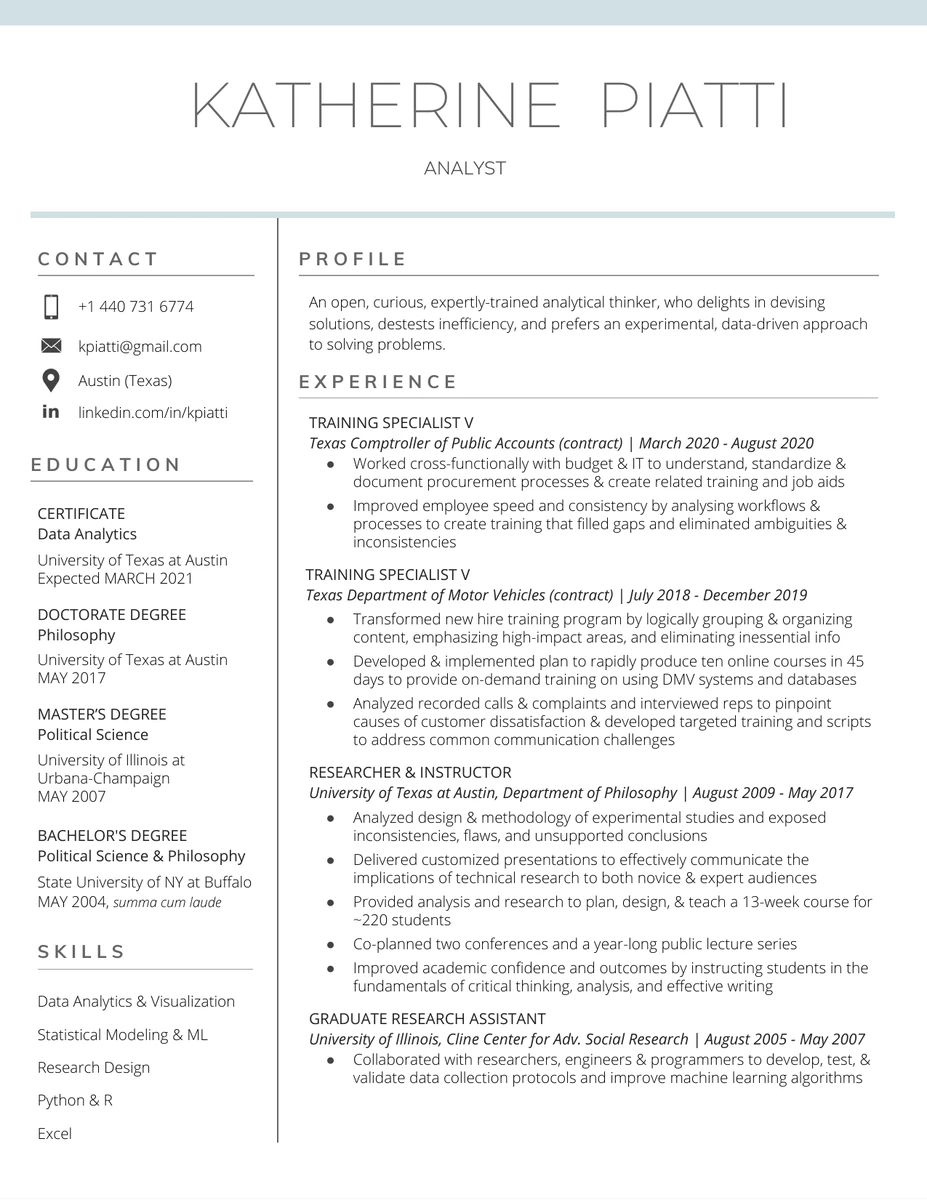 KATHERINE PIATTI
ANALYST
CONTACT
+1 440 731 6774
kpiatti@gmail.com
Austin (Texas)
in linkedin.com/in/kpiatti
EDUCATION
CERTIFICATE
Data Analytics
University of Texas at Austin
Expected MARCH 2021
DOCTORATE DEGREE
Philosophy
University of Texas at Austin
MAY 2017
MASTER’S DEGREE
Political Science
University of Illinois at
Urbana-Champaign
MAY 2007
BACHELOR'S DEGREE
Political Science & Philosophy
State University of NY at Buffalo
MAY 2004, summa cum laude
SKILLS
Data Analytics & Visualization
Statistical Modeling & ML
Research Design
Python & R
Excel
PROFILE
An open, curious, expertly-trained analytical thinker, who delights in devising
solutions, destests inefficiency, and prefers an experimental, data-driven approach
to solving problems.
EXPERIENCE
TRAINING SPECIALIST V
Texas Comptroller of Public Accounts (contract) | March 2020 - August 2020
● Worked cross-functionally with budget & IT to understand, standardize &
document procurement processes & create related training and job aids
● Improved employee speed and consistency by analysing workflows &
processes to create training that filled gaps and eliminated ambiguities &
inconsistencies
TRAINING SPECIALIST V
Texas Department of Motor Vehicles (contract) | July 2018 - December 2019
● Transformed new hire training program by logically grouping & organizing
content, emphasizing high-impact areas, and eliminating inessential info
● Developed & implemented plan to rapidly produce ten online courses in 45
days to provide on-demand training on using DMV systems and databases
● Analyzed recorded calls & complaints and interviewed reps to pinpoint
causes of customer dissatisfaction & developed targeted training and scripts
to address common communication challenges
RESEARCHER & INSTRUCTOR
University of Texas at Austin, Department of Philosophy | August 2009 - May 2017
● Analyzed design & methodology of experimental studies and exposed
inconsistencies, flaws, and unsupported conclusions
● Delivered customized presentations to effectively communicate the
implications of technical research to both novice & expert audiences
● Provided analysis and research to plan, design, & teach a 13-week course for
~220 students
● Co-planned two conferences and a year-long public lecture series
● Improved academic confidence and outcomes by instructing students in the
fundamentals of critical thinking, analysis, and effective writing
GRADUATE RESEARCH ASSISTANT
University of Illinois, Cline Center for Adv. Social Research | August 2005 - May 2007
● Collaborated with researchers, engineers & programmers to develop, test, &
validate data collection protocols and improve machine learning algorithms